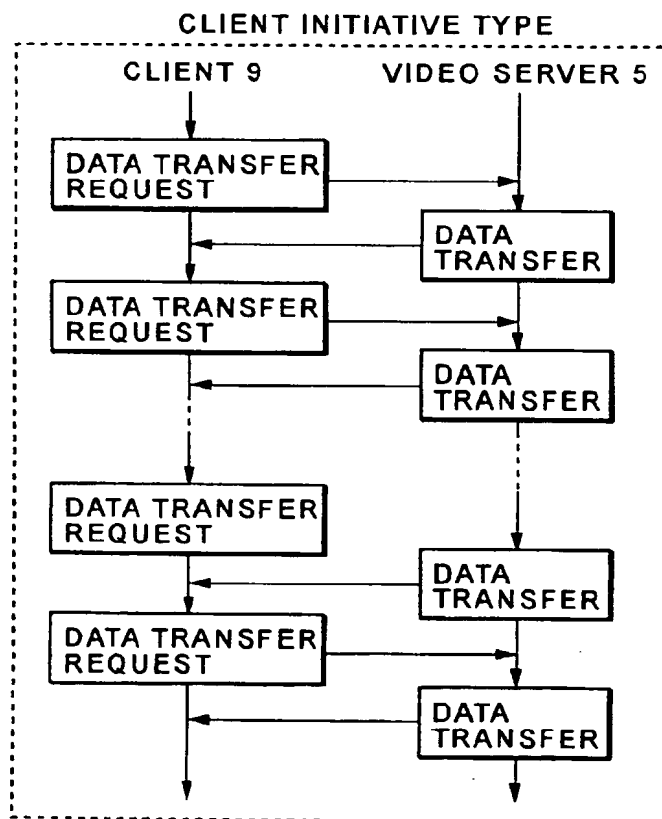 CLIENT INITIATIVE TYPE
CLIENT 9
VIDEO SERVER 5
DATA TRANSFER
REQUEST
DATA
TRANSFER
DATA TRANSFER
REQUEST
DATA
TRANSFER
DATA TRANSFER
REQUEST
DATA
TRANSFER
DATA TRANSFER
REQUEST
DATA
TRANSFER